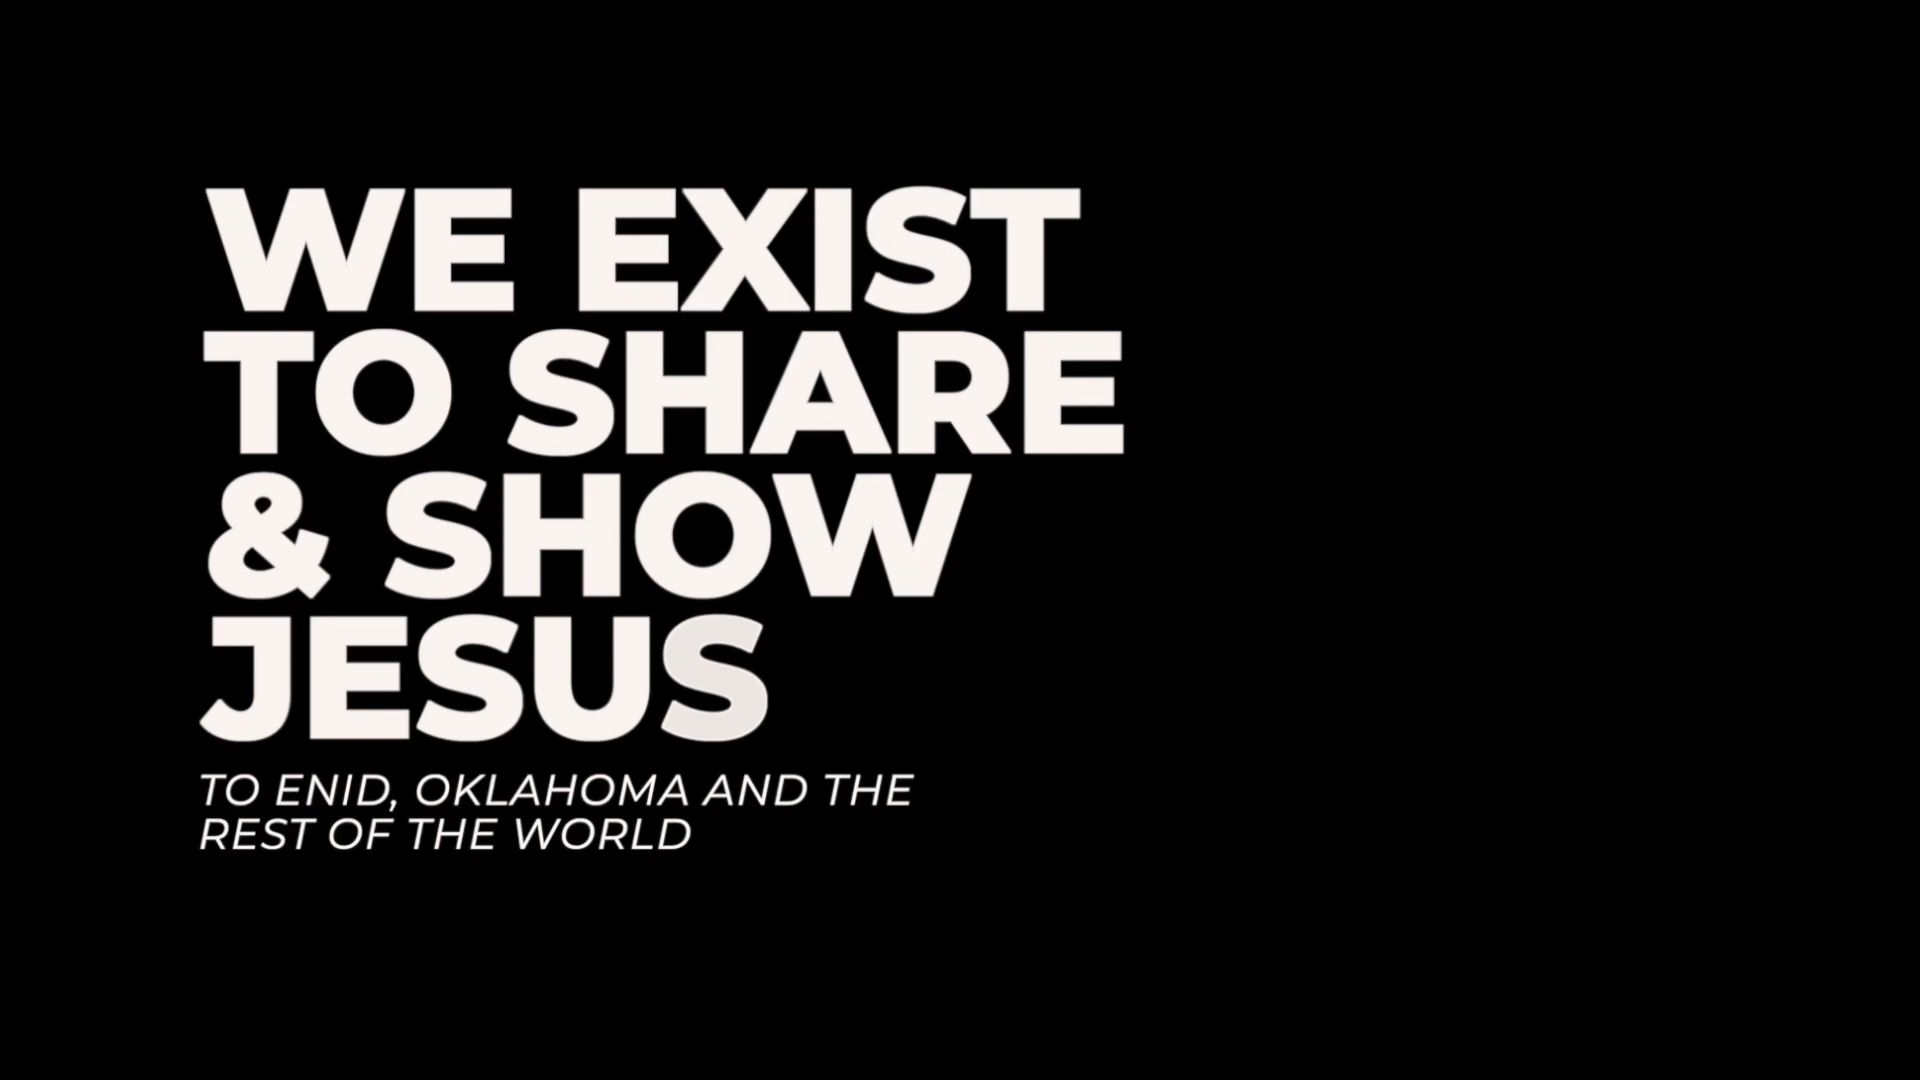 WE EXIST
TO SHARE
& SHOW
JESUS
TO ENID, OKLAHOMA AND THE
REST OF THE WORLD